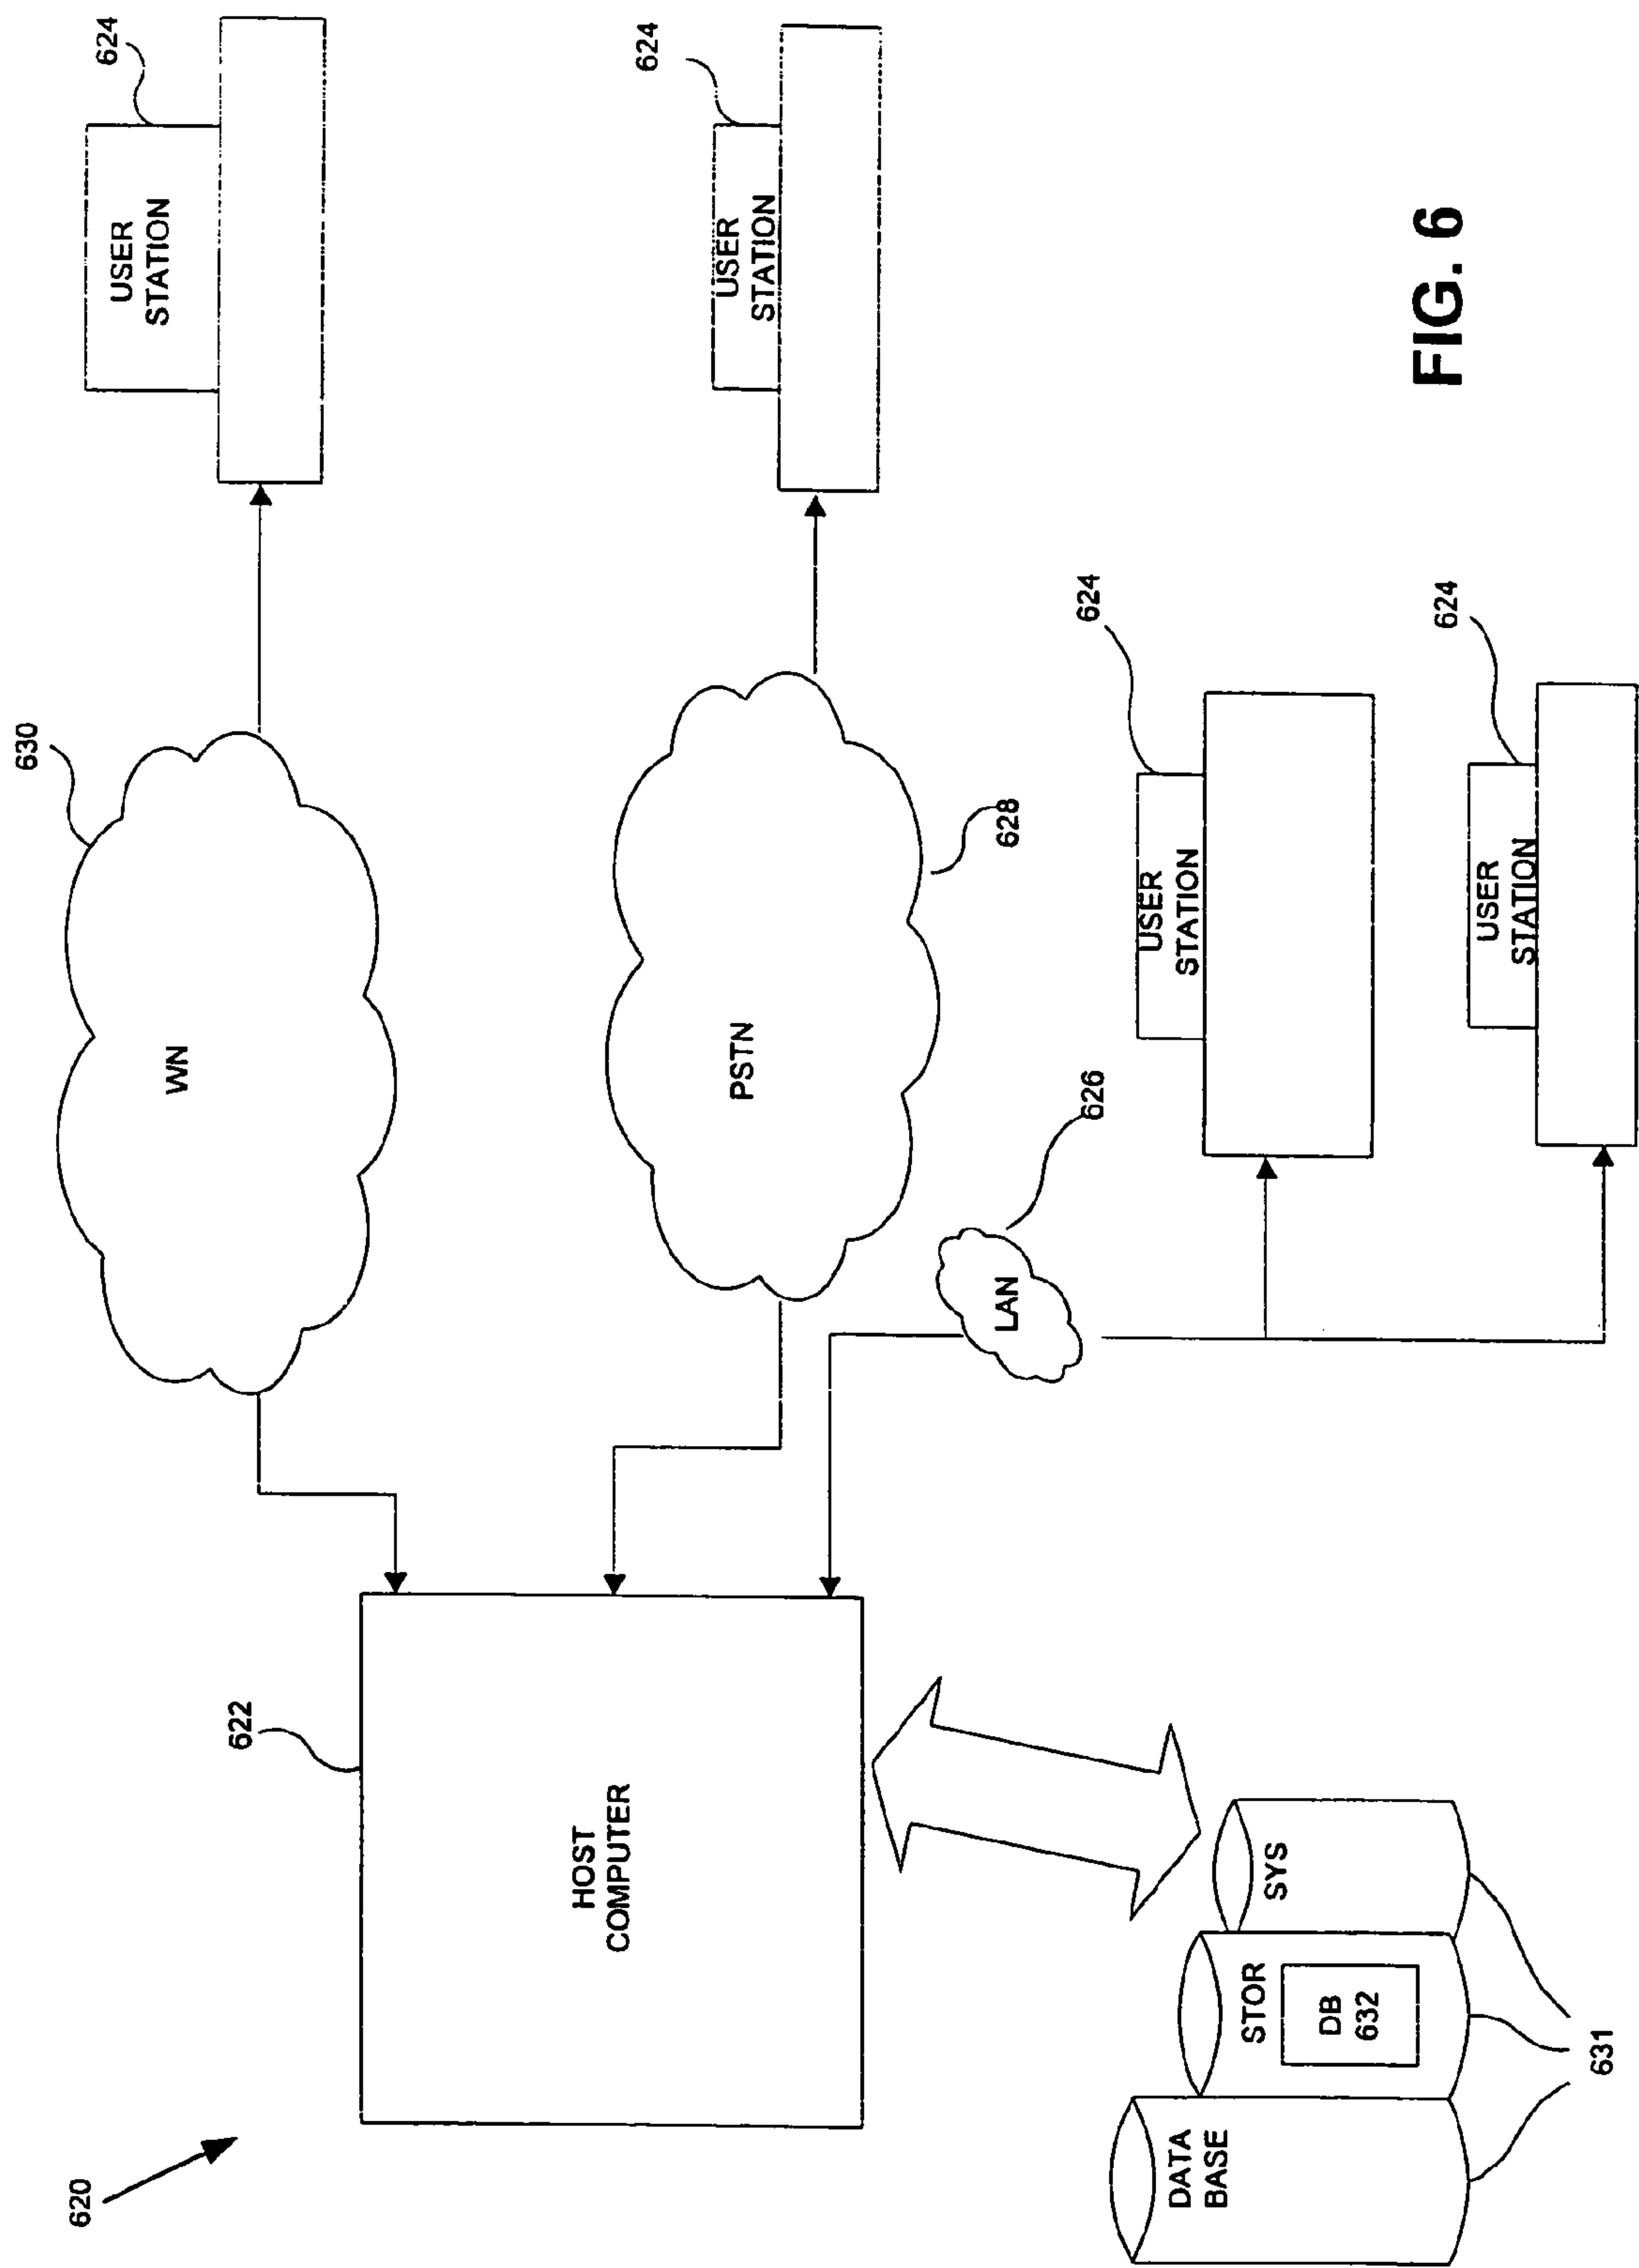 620
622
HOST
COMPUTER
630
WN
624
USER
STATION
PSTN
628
624
USER
STATION
LAN
626
624
USER
STATION
624
USER
STATION
DATA
BASE
STOR
DB
632
SYS
631
FIG. 6